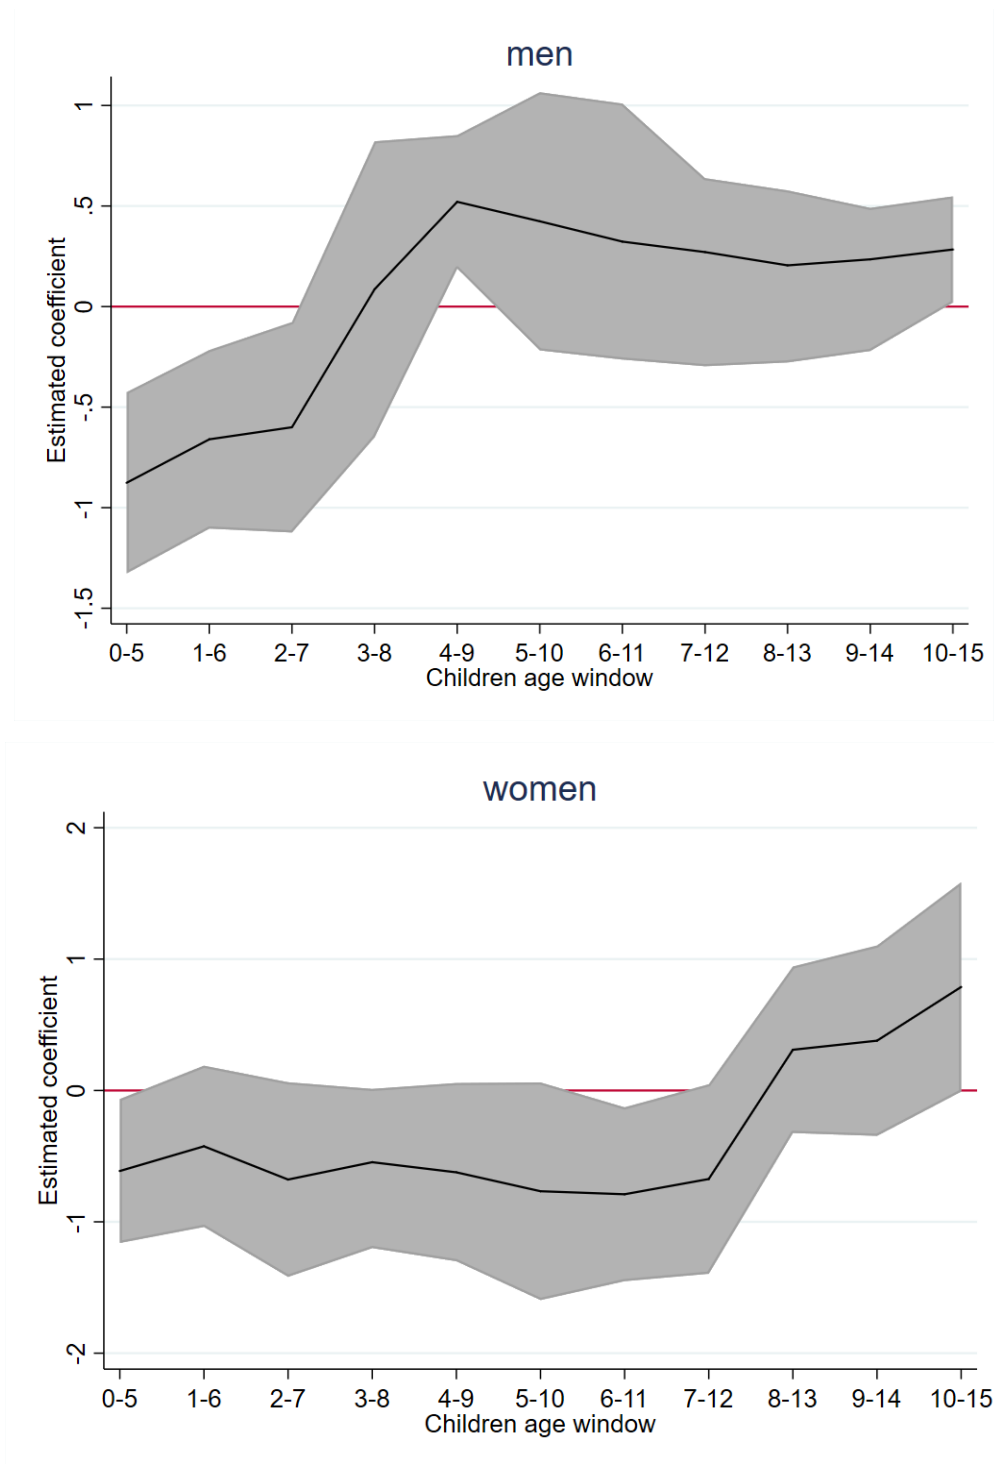 men
Estimated coefficient
1
.5
0
-.5
-1
-1.5
0-5 1-6 2-7 3-8 4-9 5-10 6-11 7-12 8-13 9-14 10-15
Children age window
women
Estimated coefficient
2
1
0
-1
-2
0-5 1-6 2-7 3-8 4-9 5-10 6-11 7-12 8-13 9-14 10-15
Children age window